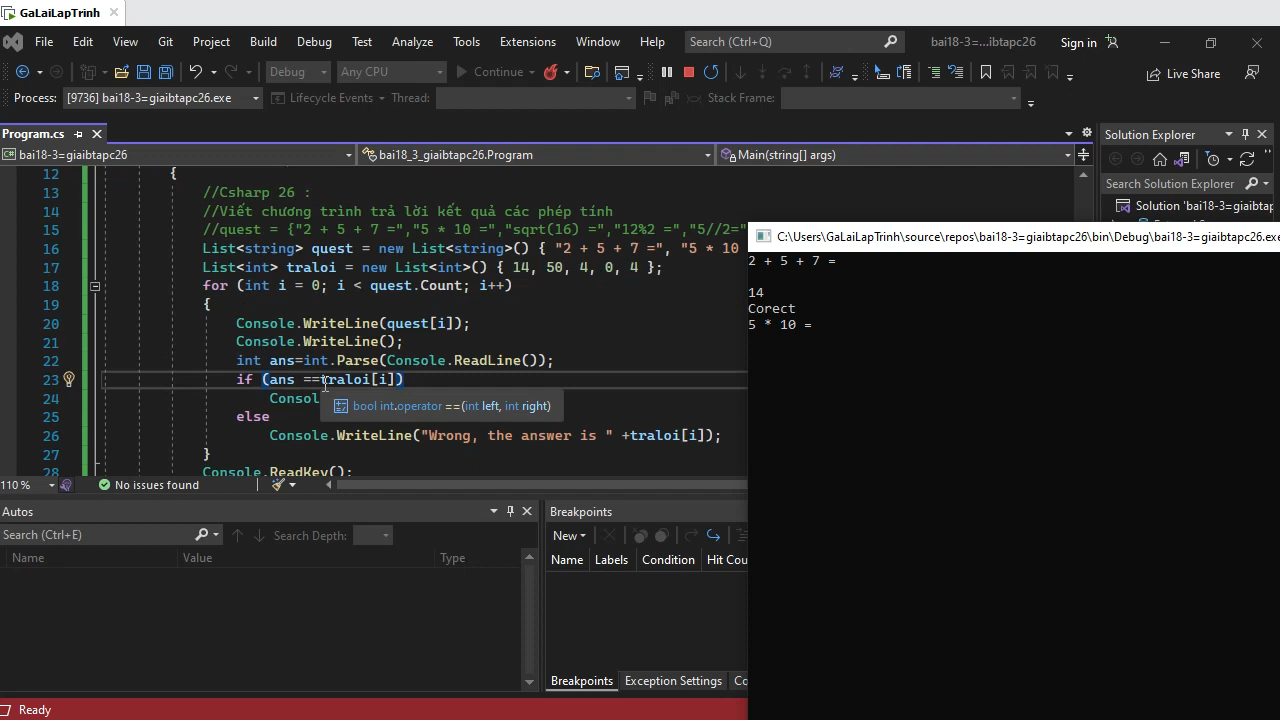 GaLaiLapTrinh
File Edit View Git Project Build Debug Test Analyze Tools Extensions Window Help Search (Ctrl+Q) bai18-3=...ibtapc26 Sign in
Debug Any CPU Continue Live Share
Process: [9736] bai18-3=giaibtapc26.exe Lifecycle Events Thread: Stack Frame:
Program.cs
bai18-3=giaibtapc26 bai18_3_giaibtapc26.Program Main(string[] args)
Solution Explorer
Search Solution Explorer
Solution 'bai18-3=giaibtap
12 {
13 //Csharp 26 :
14 //Viết chương trình trả lời kết quả các phép tính
15 //quest = {"2 + 5 + 7 =","5 * 10 =","sqrt(16) =","12%2 =","5//2="
16 List<string> quest = new List<string>() { "2 + 5 + 7 =", "5 * 10
17 List<int> traloi = new List<int>() { 14, 50, 4, 0, 4 };
18 for (int i = 0; i < quest.Count; i++)
19 {
20 Console.WriteLine(quest[i]);
21 Console.WriteLine();
22 int ans=int.Parse(Console.ReadLine());
23 if (ans ==traloi[i])
24 Consol
bool int.operator ==(int left, int right)
25 else
26 Console.WriteLine("Wrong, the answer is " +traloi[i]);
27 }
28 Console.ReadKey();
C:\Users\GaLaiLapTrinh\source\repos\bai18-3=giaibtapc26\bin\Debug\bai18-3=giaibtapc26.exe
2 + 5 + 7 =
14
Corect
5 * 10 =
110 % No issues found
Autos
Search (Ctrl+E) Search Depth:
Name Value Type
Breakpoints
New
Name Labels Condition Hit Cou
Breakpoints Exception Settings Co
Ready